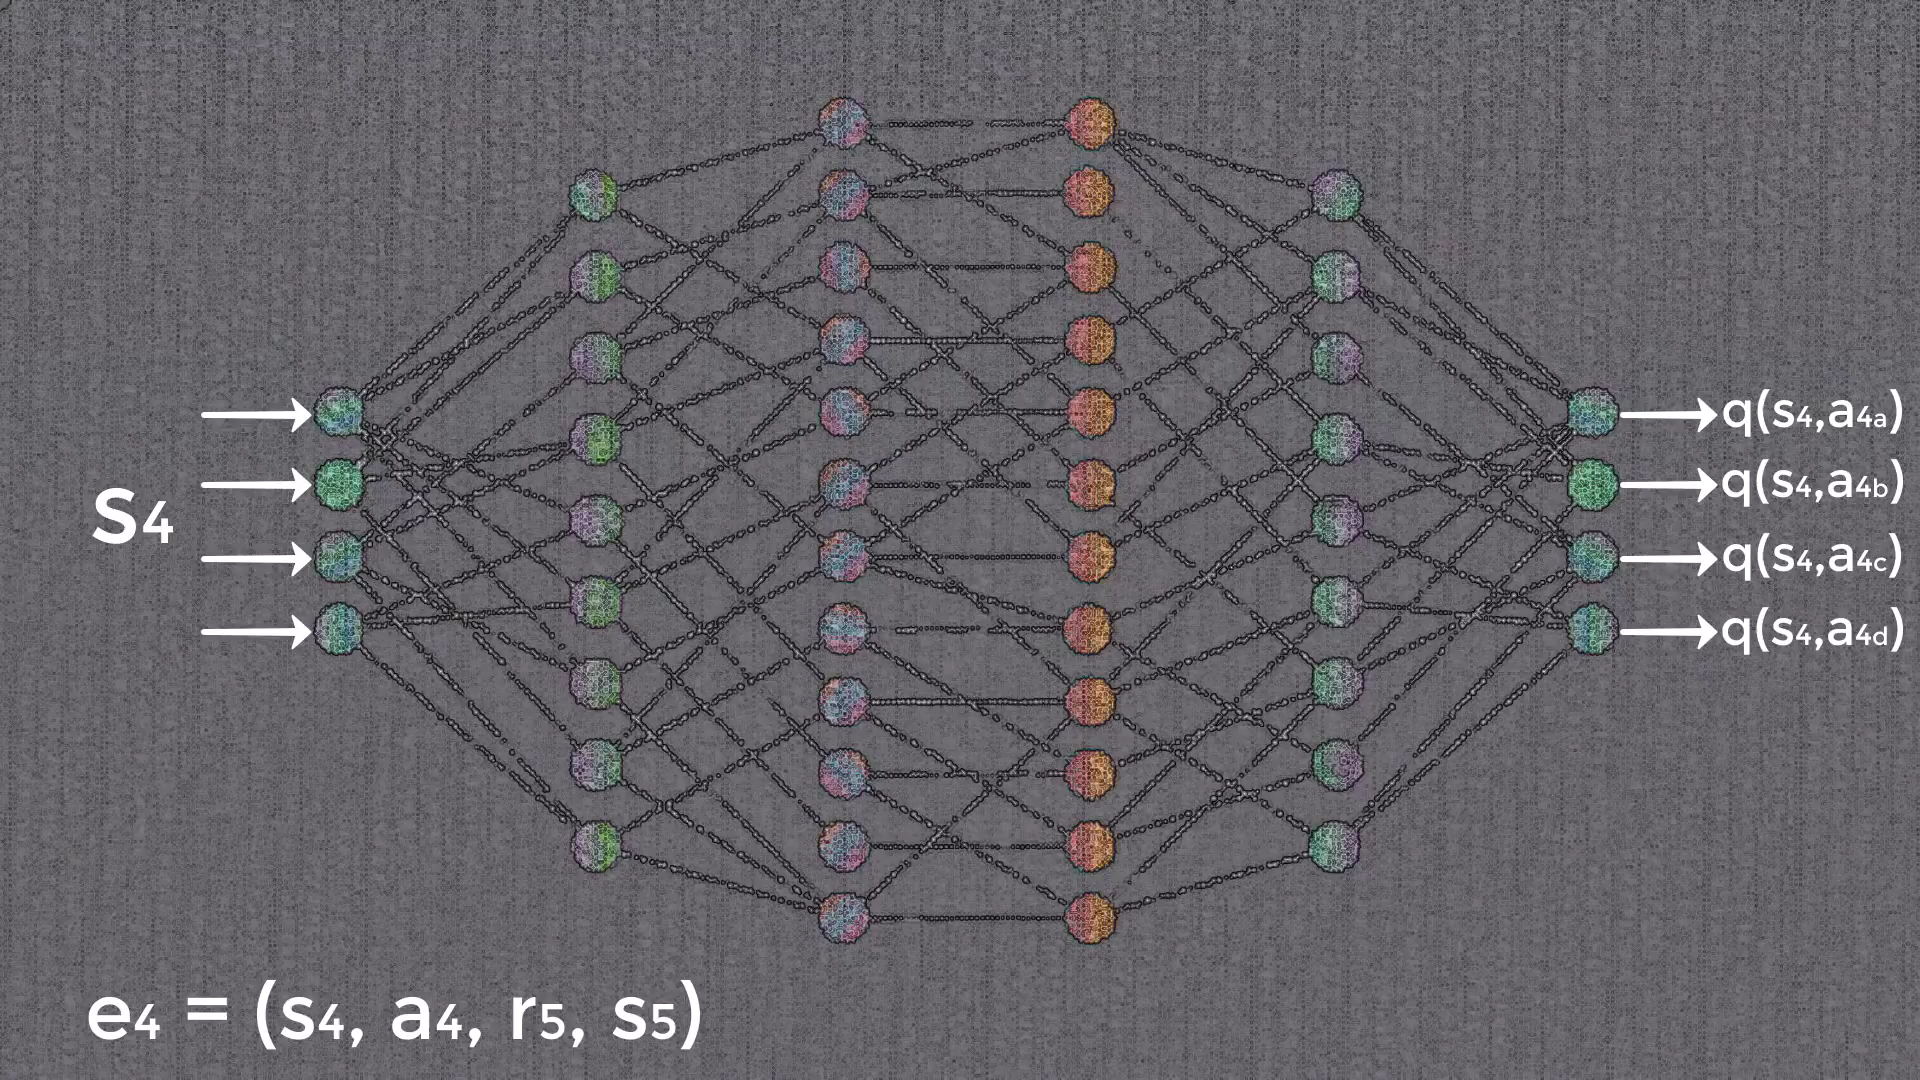 S4
q(s4,a4a)
q(s4,a4b)
q(s4,a4c)
q(s4,a4d)
e4 = (s4, a4, r5, s5)